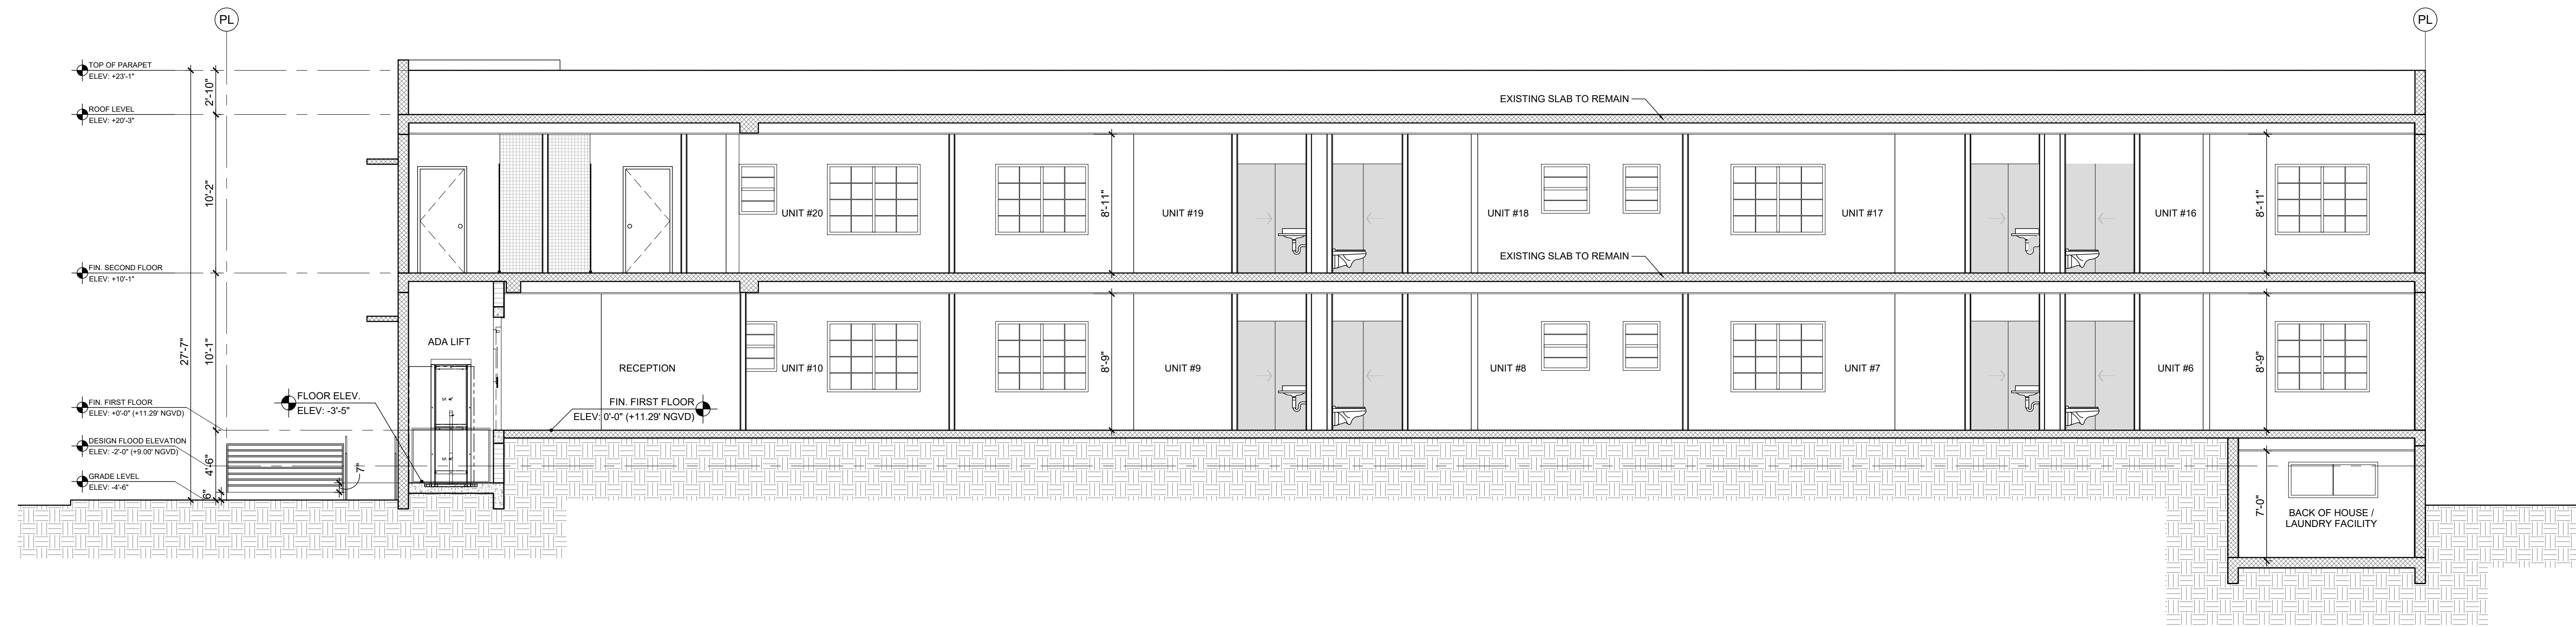 PL
PL
TOP OF PARAPET
ELEV: +23'-1"
2'-10"
ROOF LEVEL
ELEV: +20'-3"
EXISTING SLAB TO REMAIN
10'-2"
8'-11"
8'-11"
UNIT #20
UNIT #19
UNIT #18
UNIT #17
UNIT #16
EXISTING SLAB TO REMAIN
FIN. SECOND FLOOR
ELEV: +10'-1"
27'-7"
10'-1"
ADA LIFT
8'-9"
8'-9"
RECEPTION
UNIT #10
UNIT #9
UNIT #8
UNIT #7
UNIT #6
FLOOR ELEV.
ELEV: -3'-5"
FIN. FIRST FLOOR
ELEV: 0'-0" (+11.29' NGVD)
FIN. FIRST FLOOR
ELEV: +0'-0" (+11.29' NGVD)
DESIGN FLOOD ELEVATION
ELEV: -2'-0" (+9.00' NGVD)
4'-6"
7"
GRADE LEVEL
ELEV: -4'-6"
6"
7'-0"
BACK OF HOUSE /
LAUNDRY FACILITY